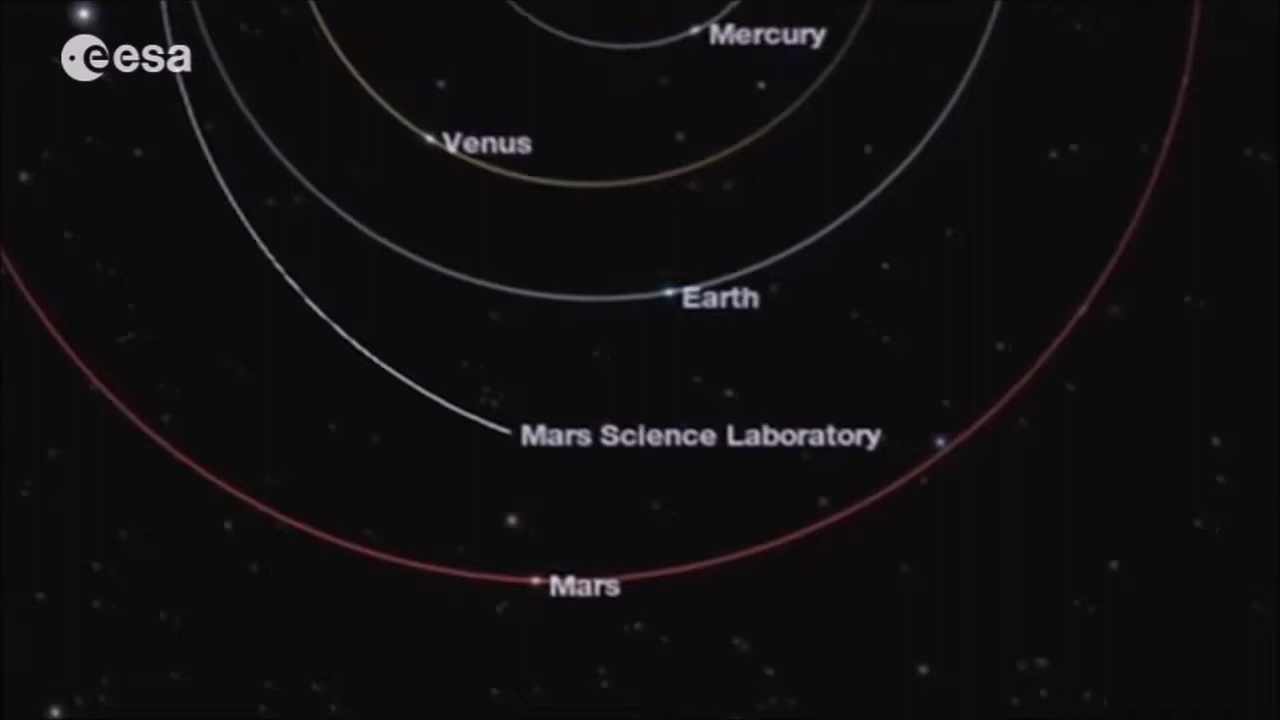 Mercury
esa
Venus
Earth
Mars Science Laboratory
Mars